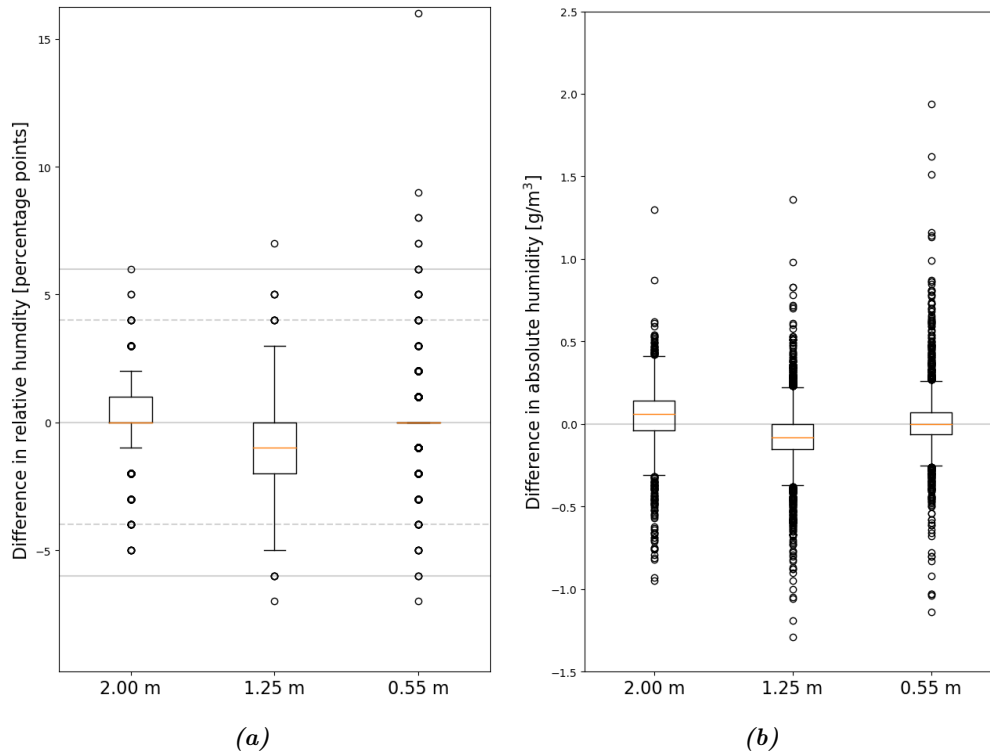 Difference in relative humdity [percentage points]
15
10
5
0
−5
2.00 m
1.25 m
0.55 m
(a)
Difference in absolute humidity [g/m³]
2.5
2.0
1.5
1.0
0.5
0.0
−0.5
−1.0
−1.5
2.00 m
1.25 m
0.55 m
(b)